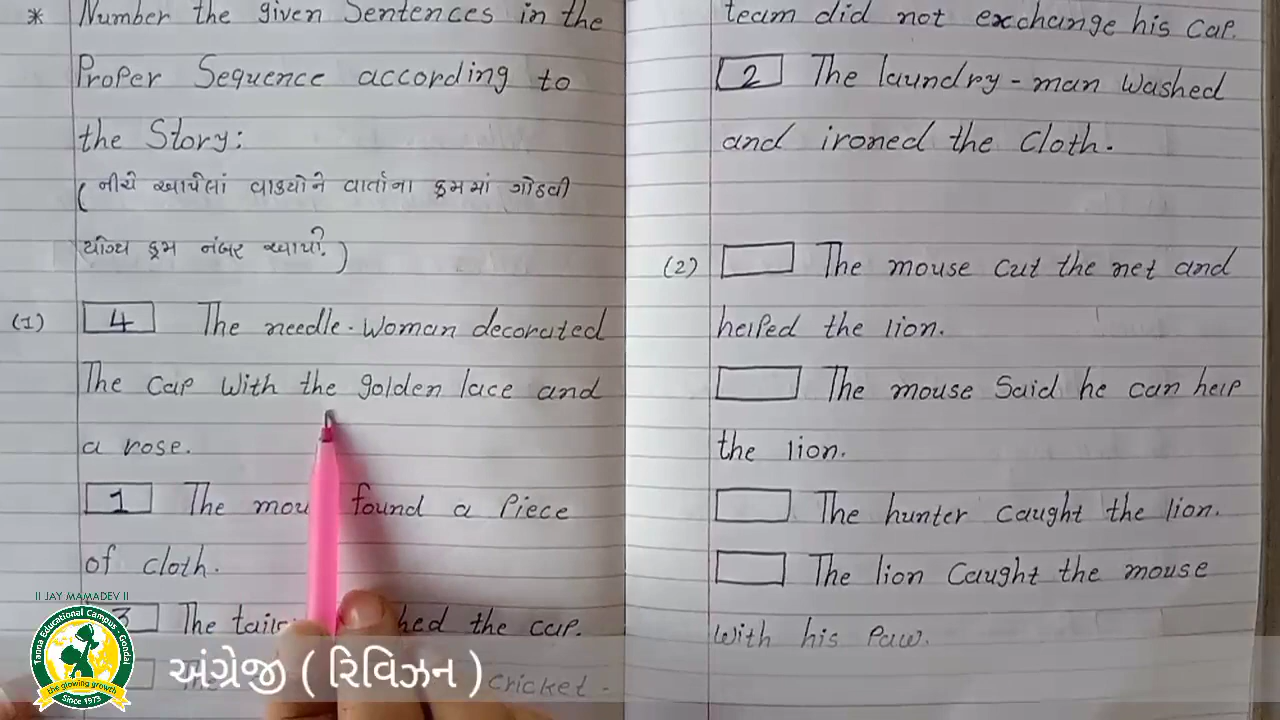 * Number the given Sentences in the
Proper Sequence according to
the Story:
(નીચે આપેલાં વાક્યોને વાર્તાના ક્રમમાં ગોઠવી
યોગ્ય ક્રમ નંબર આપો.)
(1) 4 The needle-woman decorated
The cap with the golden lace and
a rose.
1 The found a piece
of cloth.
3 The the cap.
cricket-
team did not exchange his cap.
2 The laundry-man washed
and ironed the cloth.
(2) The mouse cut the net and
helped the lion.
The mouse said he can help
the lion.
The hunter caught the lion.
The lion caught the mouse
with his paw.
|| JAY MAMADEV ||
Tanna Educational Campus - Gondal
the glowing growth
Since 1973
અંગ્રેજી ( રિવિઝન )